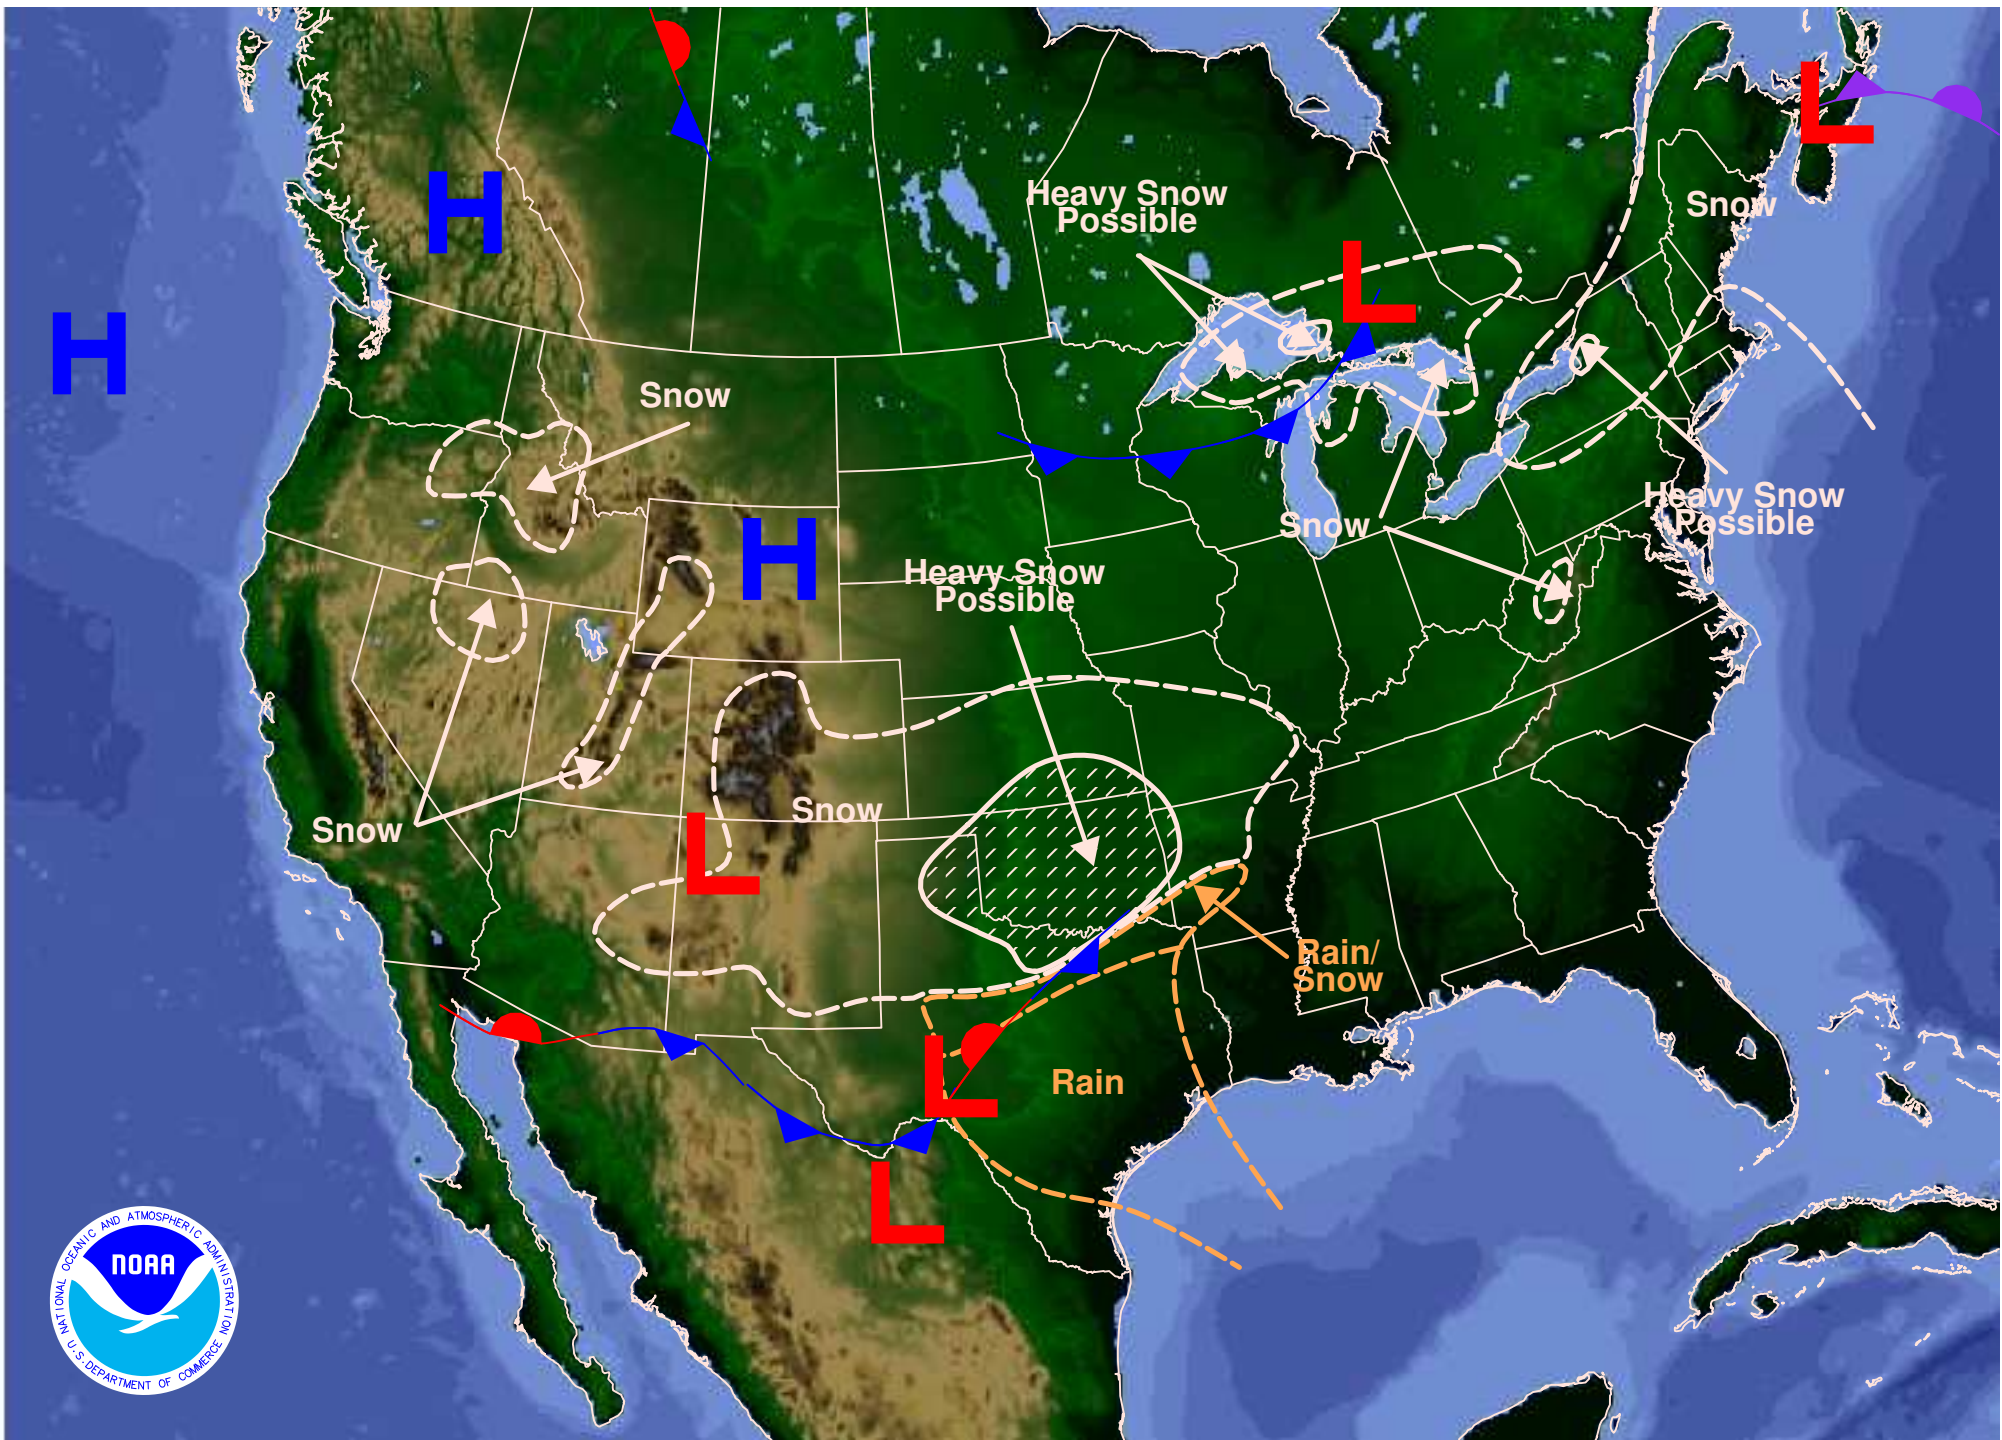 L
Heavy Snow
Possible
Snow
H
L
H
Snow
Heavy Snow
Possible
Snow
H
Heavy Snow
Possible
Snow
Snow
L
Rain/
Snow
L
Rain
L
NATIONAL OCEANIC AND ATMOSPHERIC ADMINISTRATION
NOAA
U.S. DEPARTMENT OF COMMERCE